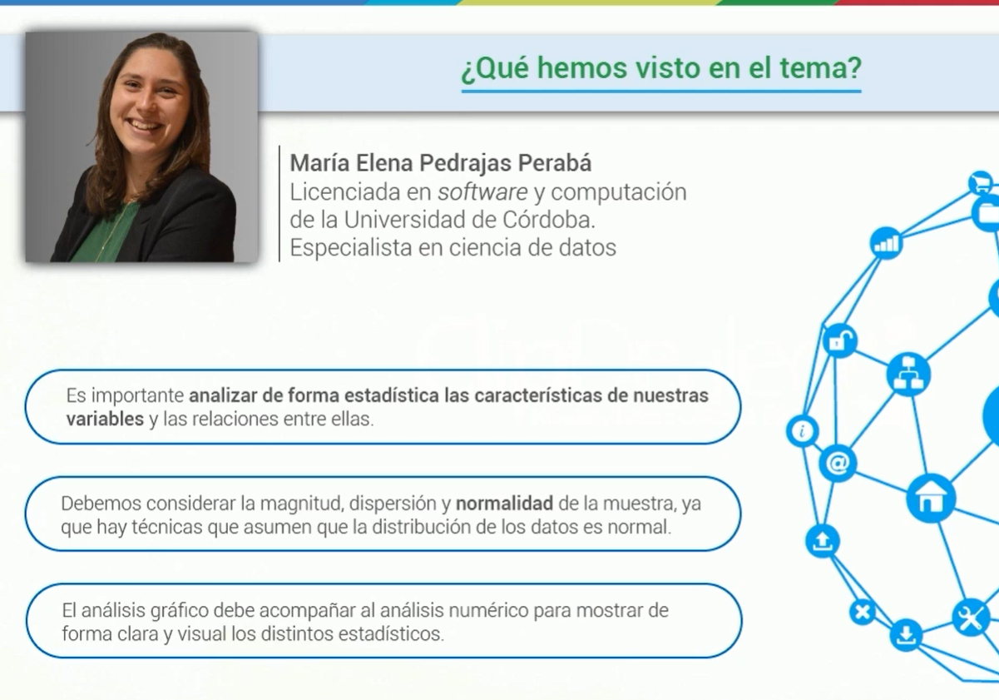 ¿Qué hemos visto en el tema?
María Elena Pedrajas Perabá
Licenciada en software y computación
de la Universidad de Córdoba.
Especialista en ciencia de datos
Es importante analizar de forma estadística las características de nuestras
variables y las relaciones entre ellas.
Debemos considerar la magnitud, dispersión y normalidad de la muestra, ya
que hay técnicas que asumen que la distribución de los datos es normal.
El análisis gráfico debe acompañar al análisis numérico para mostrar de
forma clara y visual los distintos estadísticos.